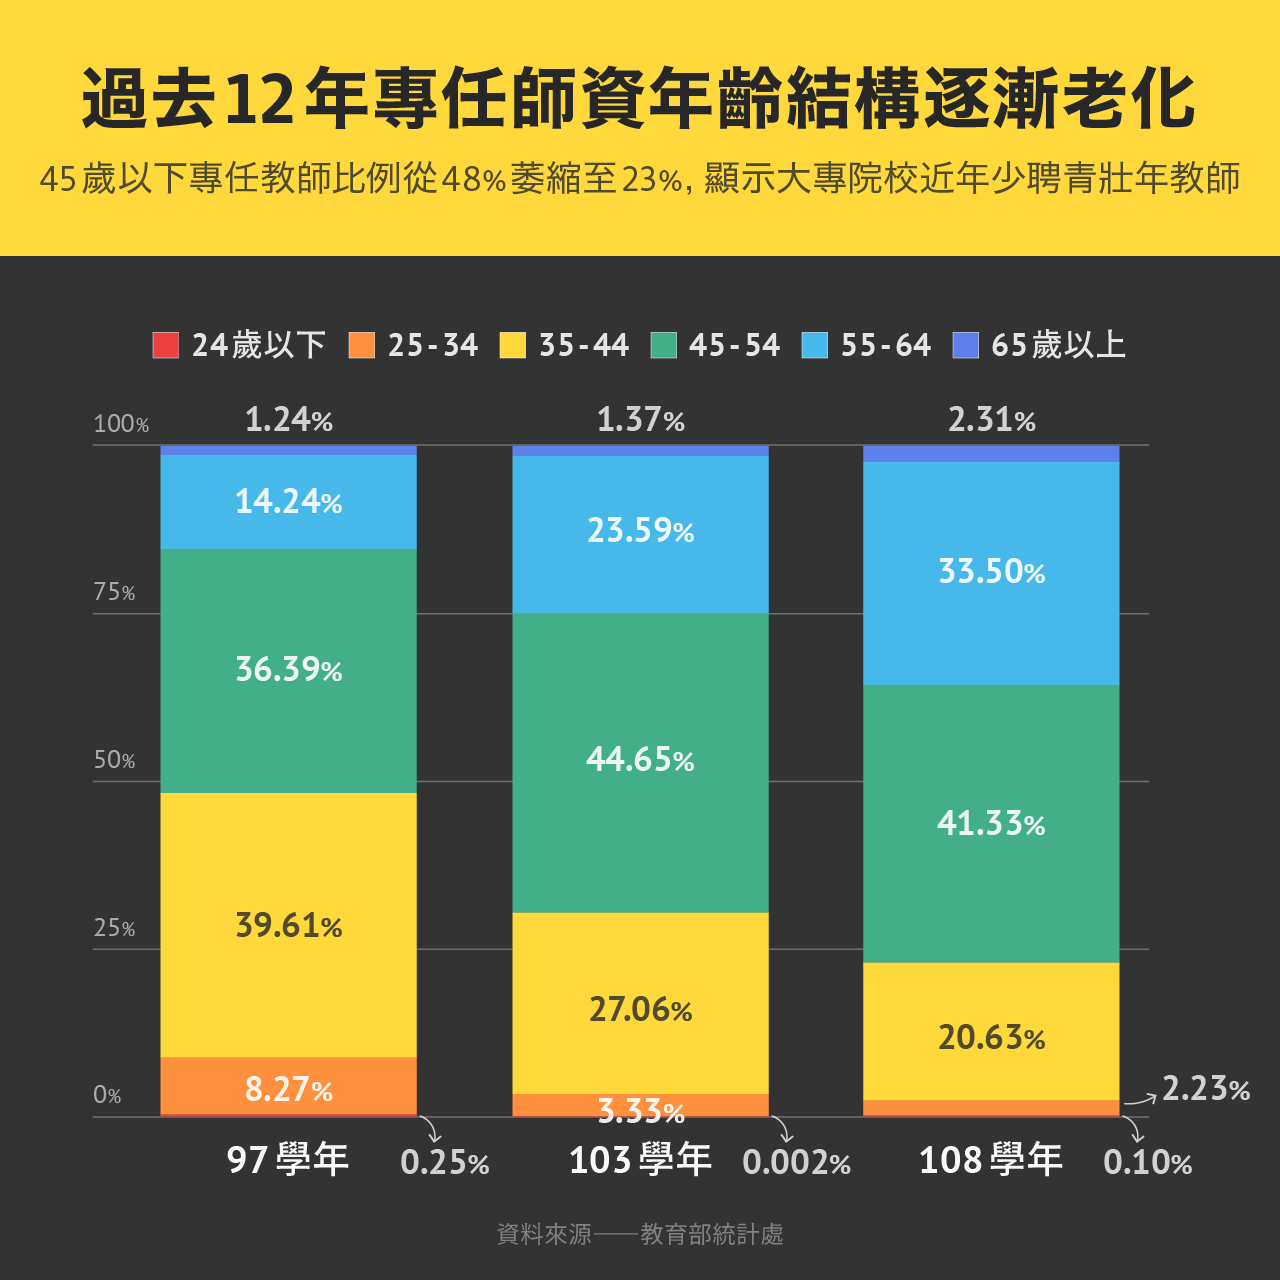 過去12年專任師資年齡結構逐漸老化
45歲以下專任教師比例從48%萎縮至23%, 顯示大專院校近年少聘青壯年教師
24歲以下 25-34 35-44 45-54 55-64 65歲以上
100% 1.24% 1.37% 2.31%
14.24% 23.59% 33.50%
75%
36.39% 44.65% 41.33%
50%
25% 39.61% 27.06% 20.63%
0% 8.27% 3.33% 2.23%
97學年 0.25% 103學年 0.002% 108學年 0.10%
資料來源——教育部統計處